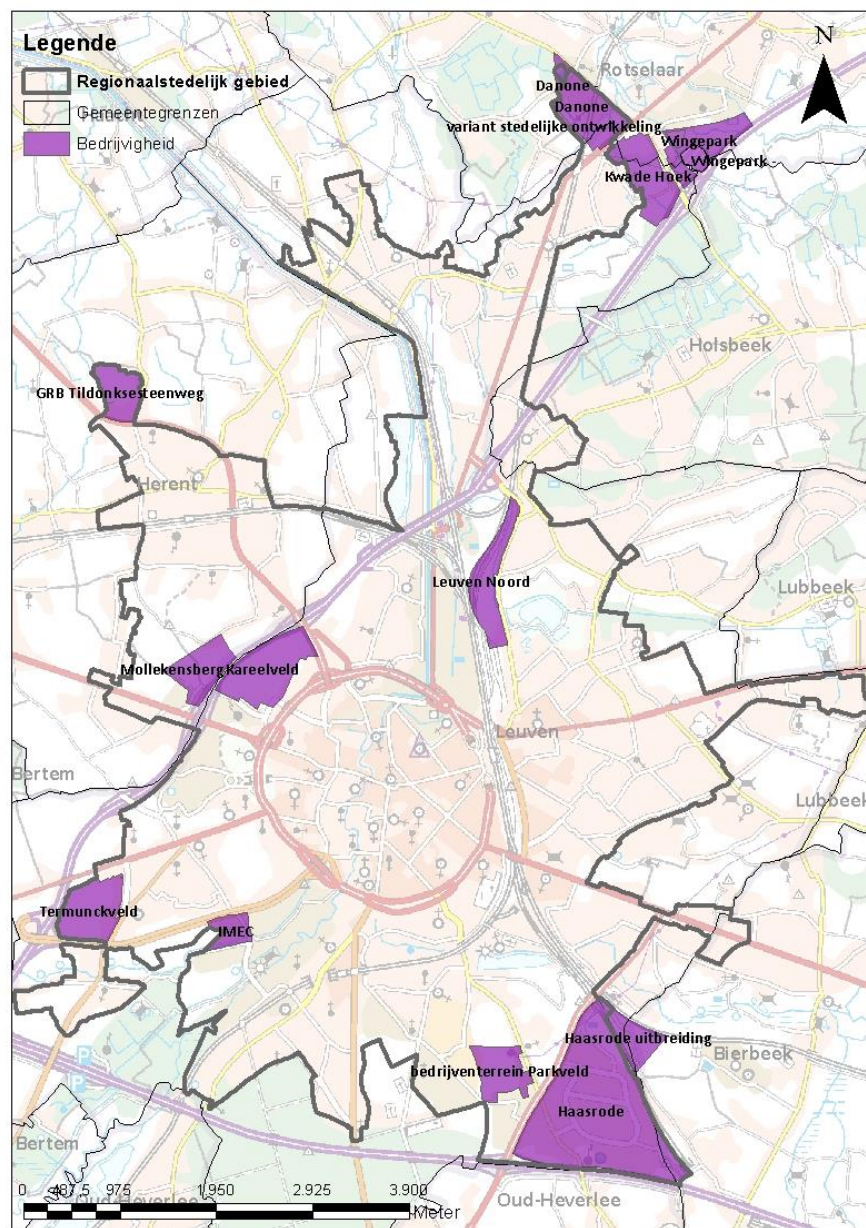 Legende
Regionaalstedelijk gebied
Gemeentegrenzen
Bedrijvigheid
N
Rotselaar
Danone -
Danone
variant stedelijke ontwikkeling
Wingepark
Wingepark
Kwade Hoek
Holsbeek
GRB Tildonksesteenweg
Herent
Leuven Noord
Lubbeek
Mollekensberg Kareelveld
Leuven
Bertem
Lubbeek
Termunckveld
IMEC
Haasrode uitbreiding
Bierbeek
bedrijventerrein Parkveld
Haasrode
P
P
Bertem
Oud-Heverlee
Oud-Heverlee
0 487,5 975 1.950 2.925 3.900
Meter